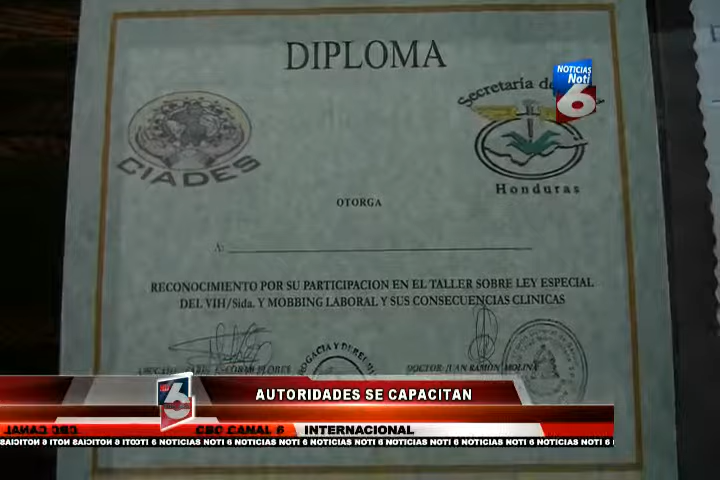 DIPLOMA
NOTICIAS
Noti
6
Secretaría de
CIADES
Honduras
OTORGA
A:
RECONOCIMIENTO POR SU PARTICIPACION EN EL TALLER SOBRE LEY ESPECIAL
DEL VIH/Sida. Y MOBBING LABORAL Y SUS CONSECUENCIAS CLINICAS
DOCTOR: JUAN RAMÓN MOLINA
6
AUTORIDADES SE CAPACITAN
CBC CANAL 6
INTERNACIONAL
NOTI 6 NOTICIAS NOTI 6 NOTICIAS NOTI 6 NOTICIAS NOTI 6 NOTICIAS NOTI 6 NOTICIAS